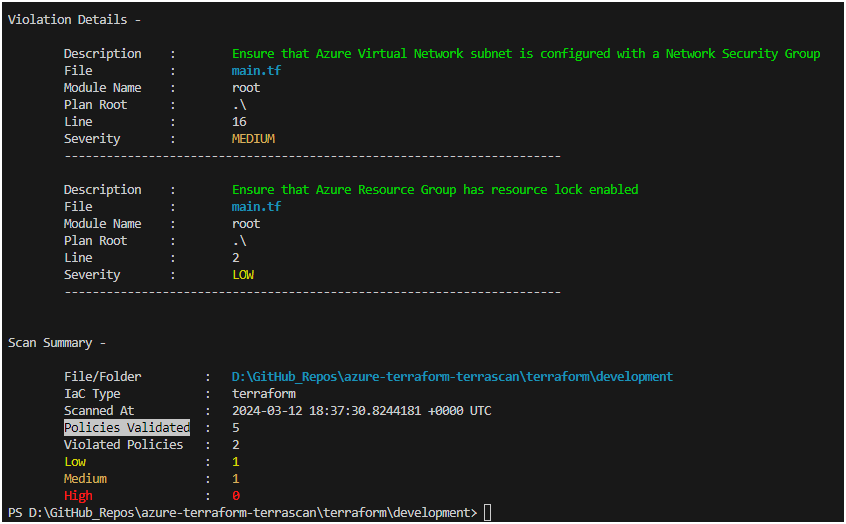 Violation Details -
Description : Ensure that Azure Virtual Network subnet is configured with a Network Security Group
File : main.tf
Module Name : root
Plan Root : .\
Line : 16
Severity : MEDIUM
-----------------------------------------------------------------------
Description : Ensure that Azure Resource Group has resource lock enabled
File : main.tf
Module Name : root
Plan Root : .\
Line : 2
Severity : LOW
-----------------------------------------------------------------------
Scan Summary -
File/Folder : D:\GitHub_Repos\azure-terraform-terrascan\terraform\development
IaC Type : terraform
Scanned At : 2024-03-12 18:37:30.8244181 +0000 UTC
Policies Validated : 5
Violated Policies : 2
Low : 1
Medium : 1
High : 0
PS D:\GitHub_Repos\azure-terraform-terrascan\terraform\development>